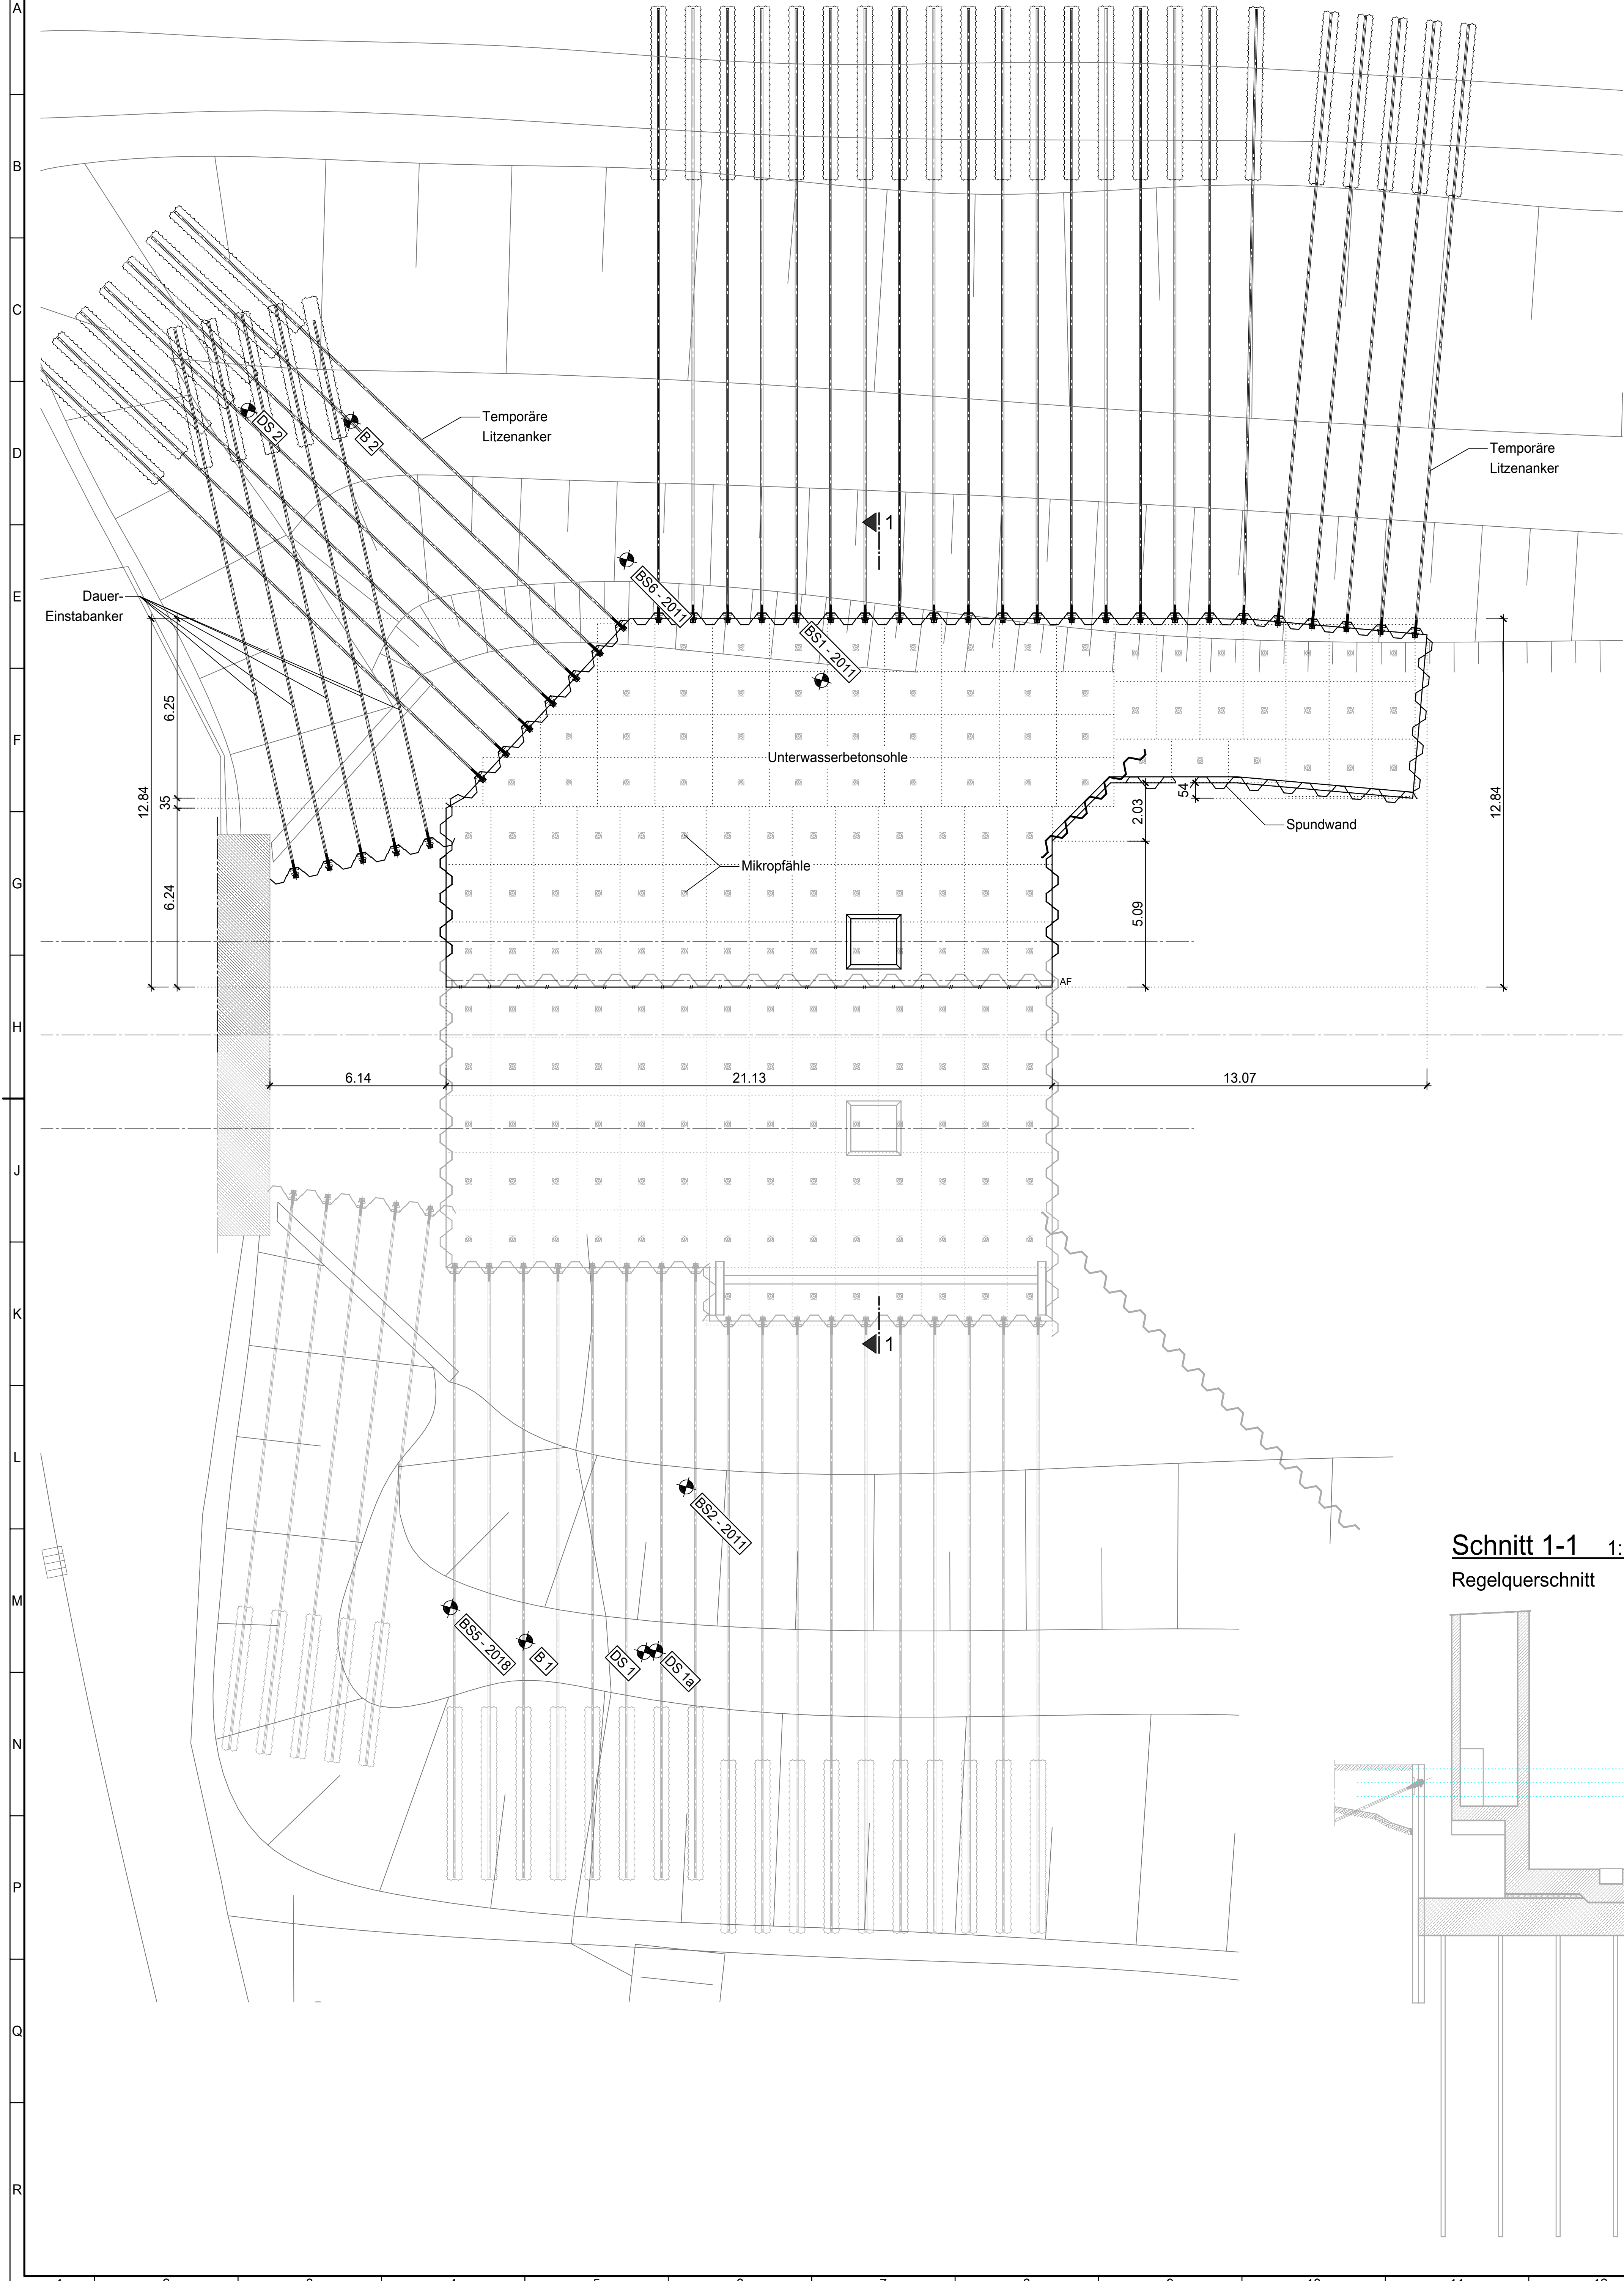 A
B
C
D
E
F
G
H
J
K
L
M
N
P
Q
R
Temporäre
Litzenanker
Temporäre
Litzenanker
DS 2
B 2
1
BS6 - 2011
BS1 - 2011
Dauer-
Einstabanker
12.84
6.25
35
6.24
Unterwasserbetonsohle
Mikropfähle
54
2.03
5.09
Spundwand
12.84
AF
6.14
21.13
13.07
1
BS2 - 2011
BS5 - 2018
B 1
DS 1
DS 1a
Schnitt 1-1 1:
Regelquerschnitt